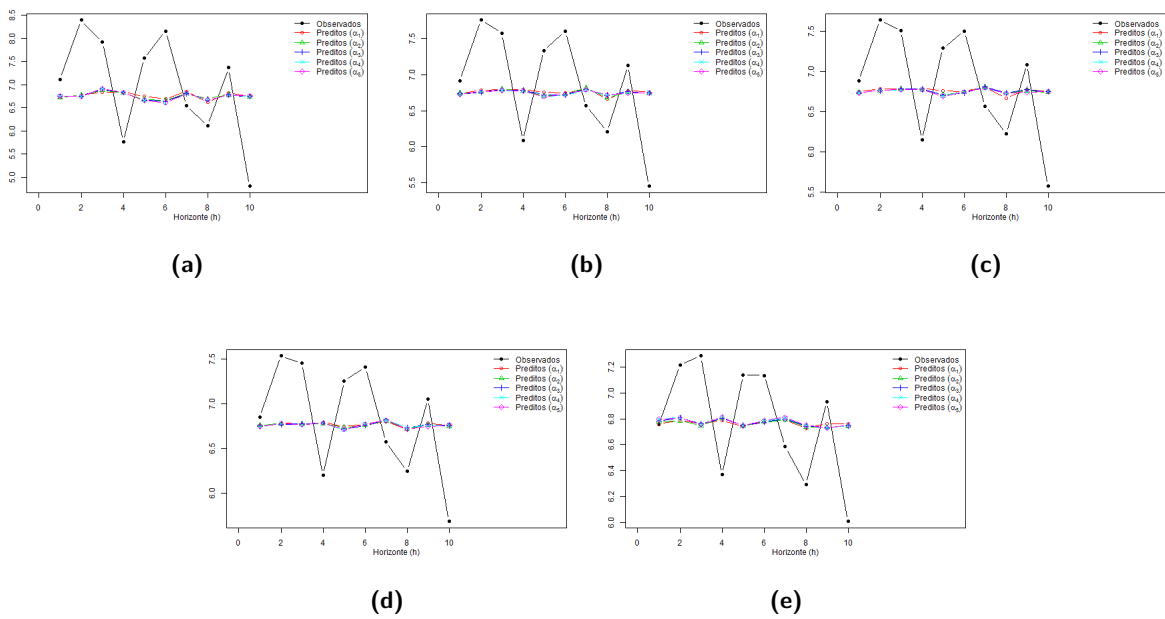 8.5
8.0
7.5
7.0
6.5
6.0
5.5
5.0
0 2 4 6 8 10
Horizonte (h)
Observados
Preditos (α₁)
Preditos (α₂)
Preditos (α₃)
Preditos (α₄)
Preditos (α₆)
(a)
7.5
7.0
6.5
6.0
5.5
0 2 4 6 8 10
Horizonte (h)
Observados
Preditos (α₁)
Preditos (α₂)
Preditos (α₃)
Preditos (α₄)
Preditos (α₆)
(b)
7.5
7.0
6.5
6.0
5.5
0 2 4 6 8 10
Horizonte (h)
Observados
Preditos (α₁)
Preditos (α₂)
Preditos (α₃)
Preditos (α₄)
Preditos (α₆)
(c)
7.5
7.0
6.5
6.0
0 2 4 6 8 10
Horizonte (h)
Observados
Preditos (α₁)
Preditos (α₂)
Preditos (α₃)
Preditos (α₄)
Preditos (α₅)
(d)
7.2
7.0
6.8
6.6
6.4
6.2
6.0
0 2 4 6 8 10
Horizonte (h)
Observados
Preditos (α₁)
Preditos (α₂)
Preditos (α₃)
Preditos (α₄)
Preditos (α₅)
(e)